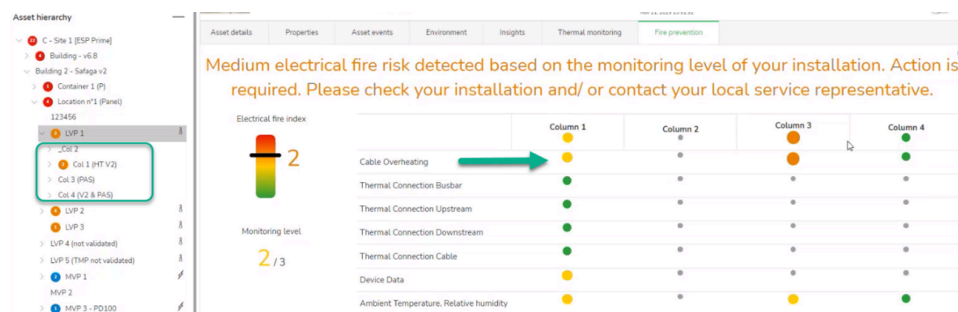 Asset hierarchy
C - Site 1 [ESP Prime]
Building - v6.8
Building 2 - Safaga v2
Container 1 (P)
Location n°1 (Panel)
123456
LVP 1
_Col 2
Col 1 (HT V2)
Col 3 (PAS)
Col 4 (V2 & PAS)
LVP 2
LVP 3
LVP 4 (not validated)
LVP 5 (TMP not validated)
MVP 1
MVP 2
MVP 3 - PD100
Asset details Properties Asset events Environment Insights Thermal monitoring Fire prevention
Medium electrical fire risk detected based on the monitoring level of your installation. Action is
required. Please check your installation and/ or contact your local service representative.
Electrical fire index
2
Monitoring level
2 / 3
Column 1 Column 2 Column 3 Column 4
Cable Overheating
Thermal Connection Busbar
Thermal Connection Upstream
Thermal Connection Downstream
Thermal Connection Cable
Device Data
Ambient Temperature, Relative humidity